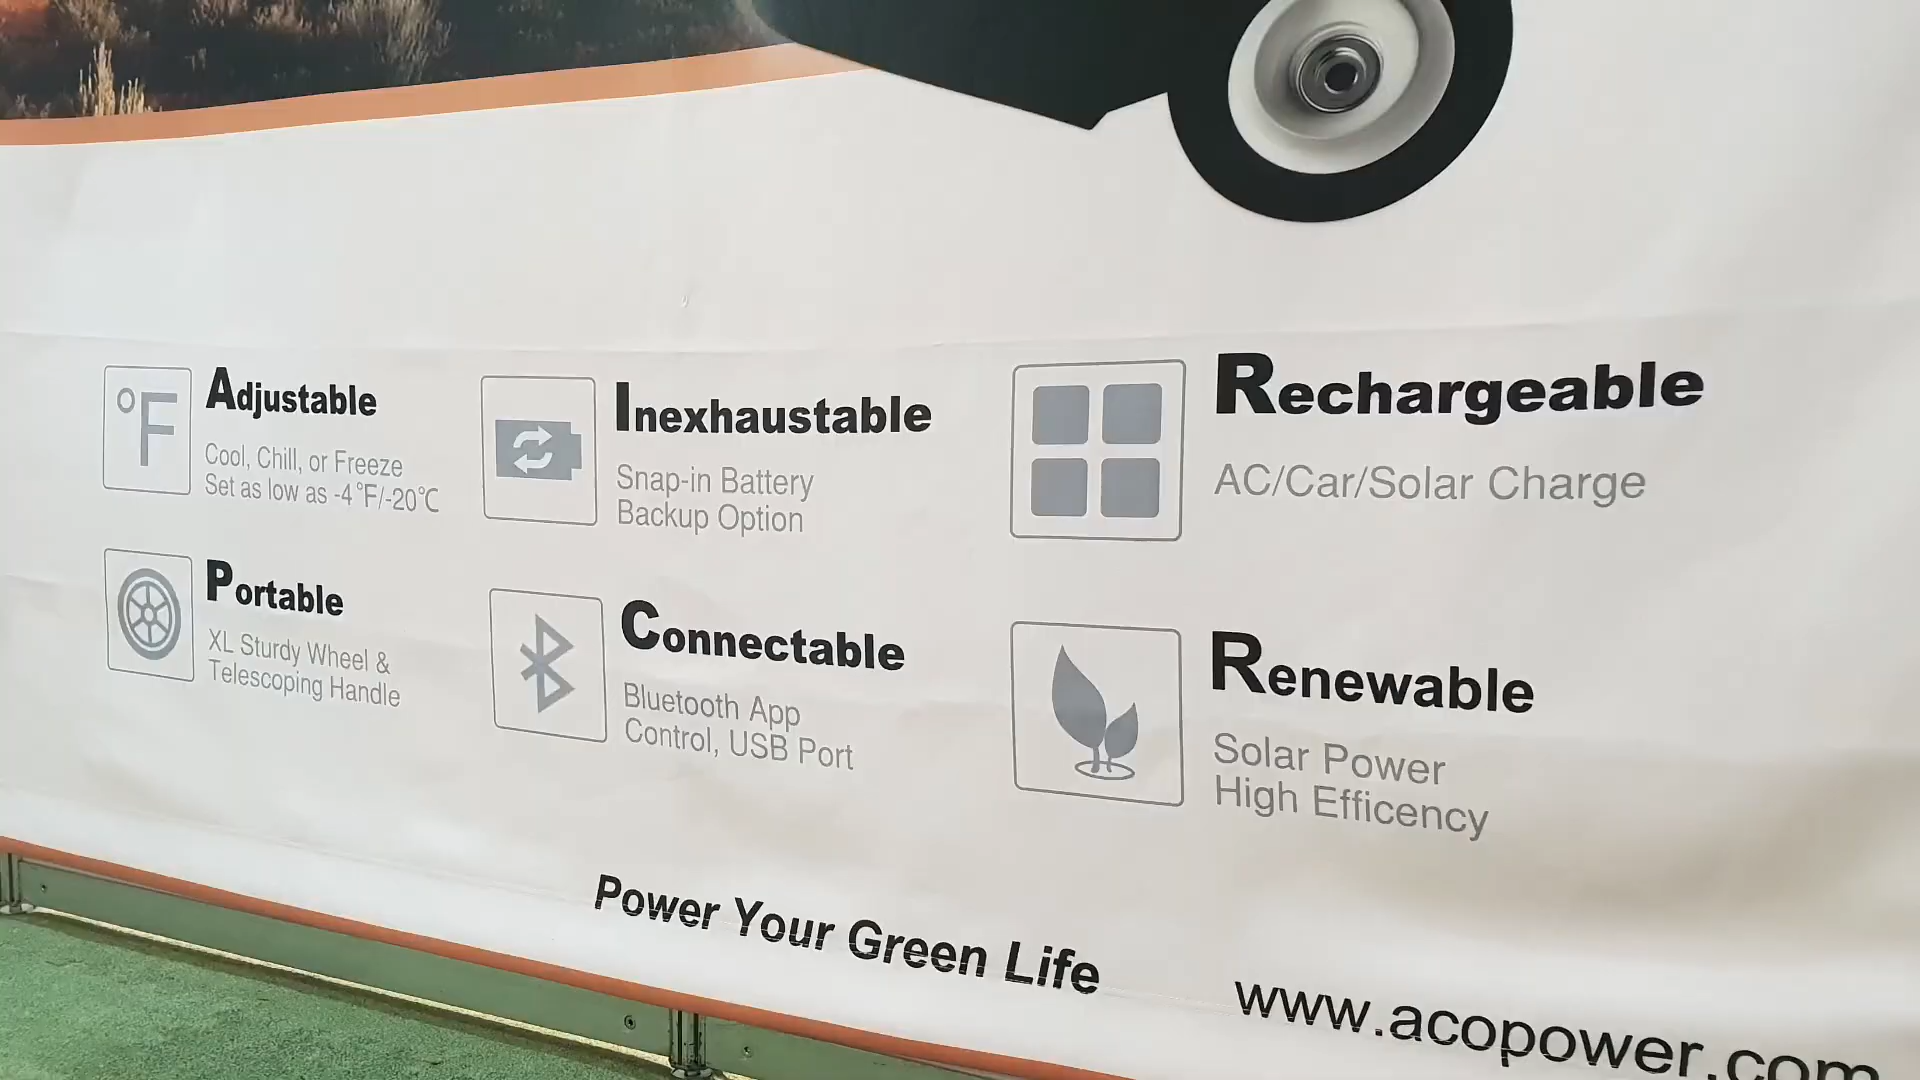 °F
Adjustable
Cool, Chill, or Freeze
Set as low as -4°F/-20°C
Inexhaustable
Snap-in Battery
Backup Option
Rechargeable
AC/Car/Solar Charge
Portable
XL Sturdy Wheel &
Telescoping Handle
Connectable
Bluetooth App
Control, USB Port
Renewable
Solar Power
High Efficency
Power Your Green Life
www.acopower.com